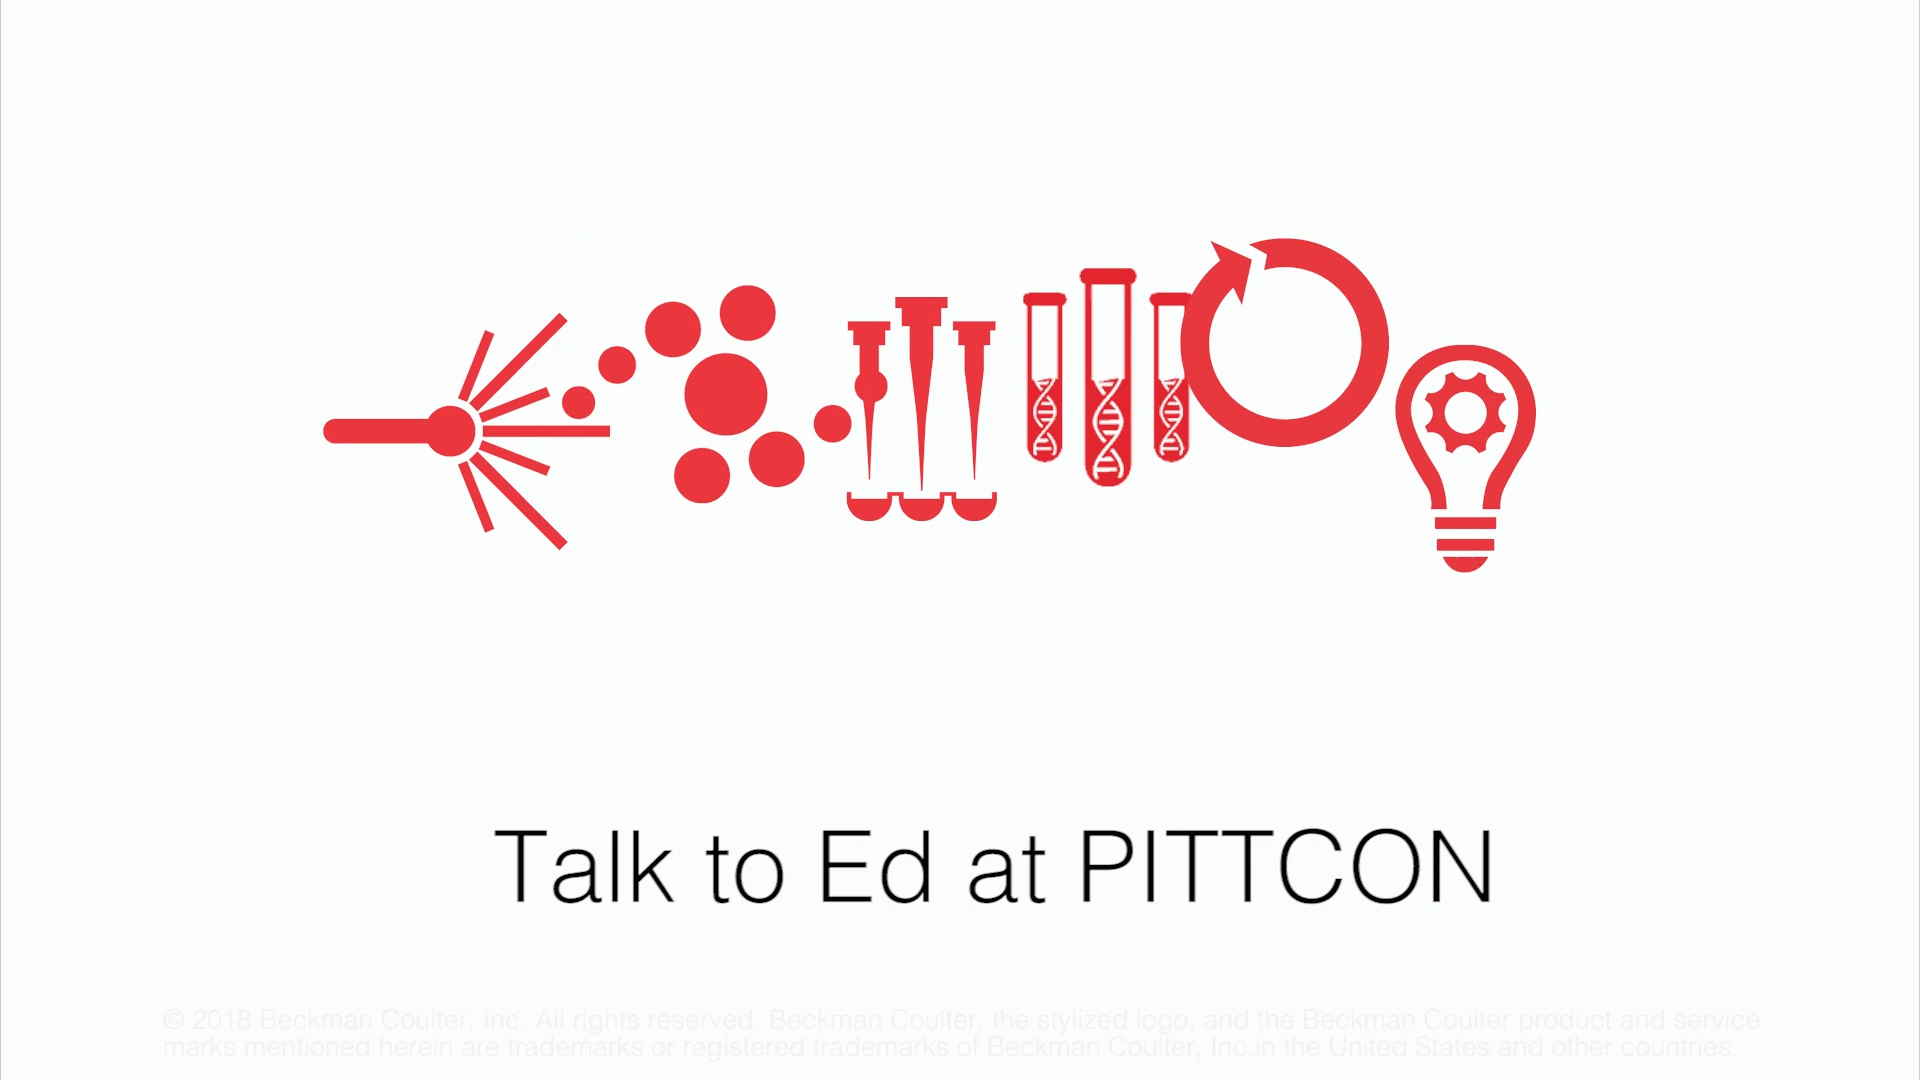 Talk to Ed at PITTCON
© 2018 Beckman Coulter, Inc. All rights reserved. Beckman Coulter, the stylized logo, and the Beckman Coulter product and service
marks mentioned herein are trademarks or registered trademarks of Beckman Coulter, Inc.in the United States and other countries.